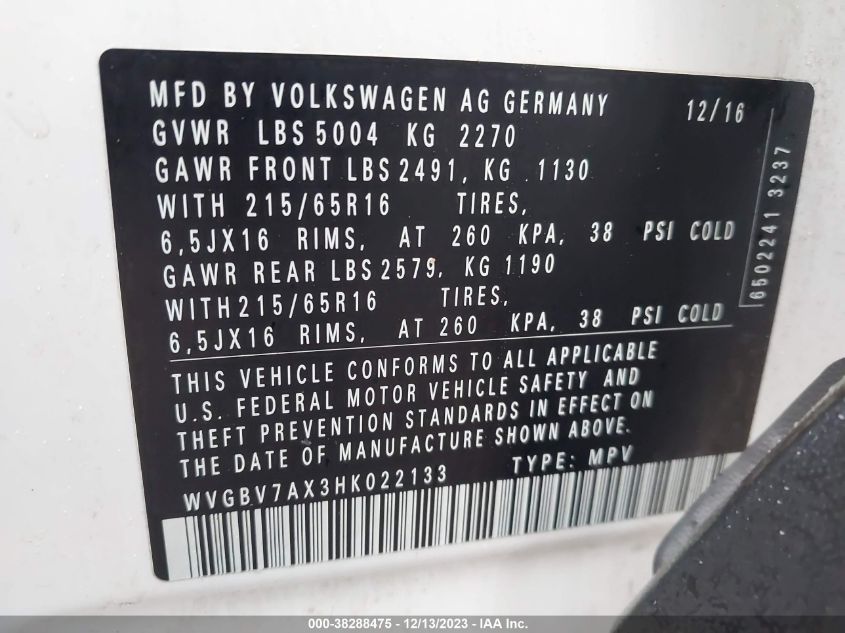 MFD BY VOLKSWAGEN AG GERMANY 12/16
GVWR LBS 5004 KG 2270
GAWR FRONT LBS 2491, KG 1130
WITH 215/65R16 TIRES,
6,5JX16 RIMS, AT 260 KPA, 38 PSI COLD
GAWR REAR LBS 2579, KG 1190
WITH 215/65R16 TIRES,
6,5JX16 RIMS, AT 260 KPA, 38 PSI COLD
THIS VEHICLE CONFORMS TO ALL APPLICABLE
U.S. FEDERAL MOTOR VEHICLE SAFETY AND
THEFT PREVENTION STANDARDS IN EFFECT ON
THE DATE OF MANUFACTURE SHOWN ABOVE.
WVGBV7AX3HK022133 TYPE: MPV
6502241 3237
000-38288475 - 12/13/2023 - IAAI.COM